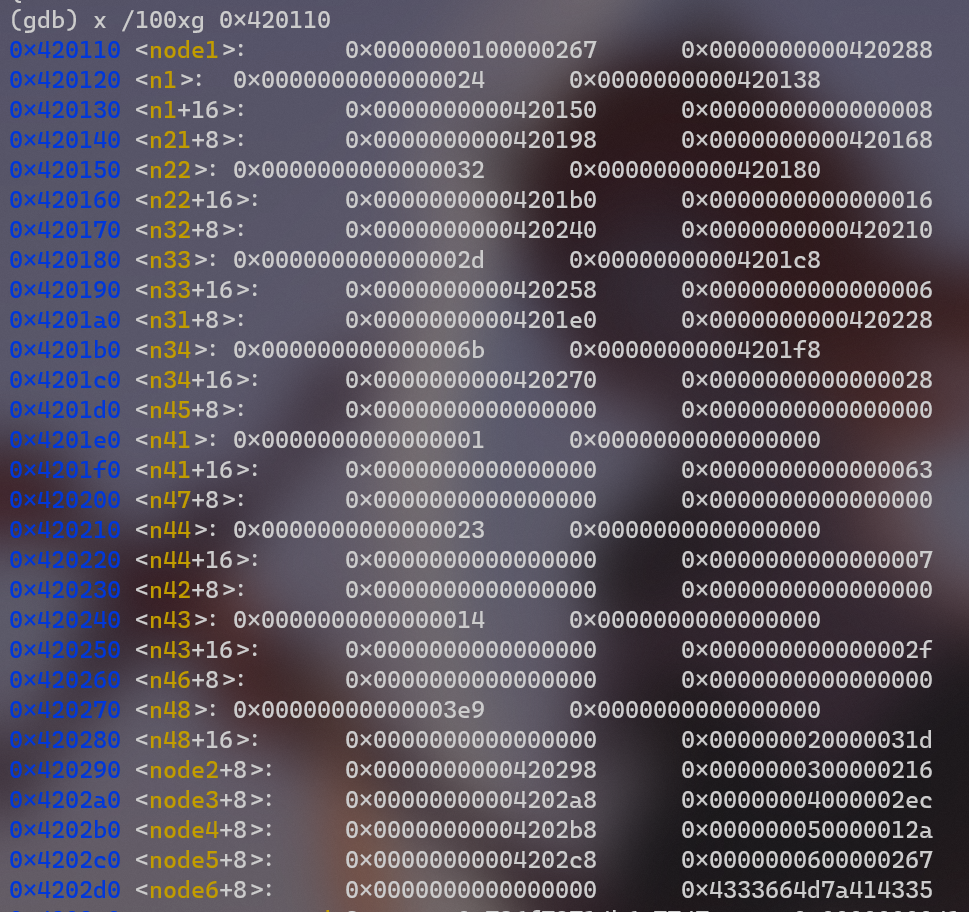 (gdb) x /100xg 0x420110
0x420110 <node1>: 0x0000000100000267 0x0000000000420288
0x420120 <n1>: 0x0000000000000024 0x0000000000420138
0x420130 <n1+16>: 0x0000000000420150 0x0000000000000008
0x420140 <n21+8>: 0x0000000000420198 0x0000000000420168
0x420150 <n22>: 0x0000000000000032 0x0000000000420180
0x420160 <n22+16>: 0x00000000004201b0 0x0000000000000016
0x420170 <n32+8>: 0x0000000000420240 0x0000000000420210
0x420180 <n33>: 0x000000000000002d 0x00000000004201c8
0x420190 <n33+16>: 0x0000000000420258 0x0000000000000006
0x4201a0 <n31+8>: 0x00000000004201e0 0x0000000000420228
0x4201b0 <n34>: 0x000000000000006b 0x00000000004201f8
0x4201c0 <n34+16>: 0x0000000000420270 0x0000000000000028
0x4201d0 <n45+8>: 0x0000000000000000 0x0000000000000000
0x4201e0 <n41>: 0x0000000000000001 0x0000000000000000
0x4201f0 <n41+16>: 0x0000000000000000 0x0000000000000063
0x420200 <n47+8>: 0x0000000000000000 0x0000000000000000
0x420210 <n44>: 0x0000000000000023 0x0000000000000000
0x420220 <n44+16>: 0x0000000000000000 0x0000000000000007
0x420230 <n42+8>: 0x0000000000000000 0x0000000000000000
0x420240 <n43>: 0x0000000000000014 0x0000000000000000
0x420250 <n43+16>: 0x0000000000000000 0x000000000000002f
0x420260 <n46+8>: 0x0000000000000000 0x0000000000000000
0x420270 <n48>: 0x00000000000003e9 0x0000000000000000
0x420280 <n48+16>: 0x0000000000000000 0x000000020000031d
0x420290 <node2+8>: 0x0000000000420298 0x0000000300000216
0x4202a0 <node3+8>: 0x00000000004202a8 0x00000004000002ec
0x4202b0 <node4+8>: 0x00000000004202b8 0x000000050000012a
0x4202c0 <node5+8>: 0x00000000004202c8 0x0000000600000267
0x4202d0 <node6+8>: 0x0000000000000000 0x4333664d7a414335